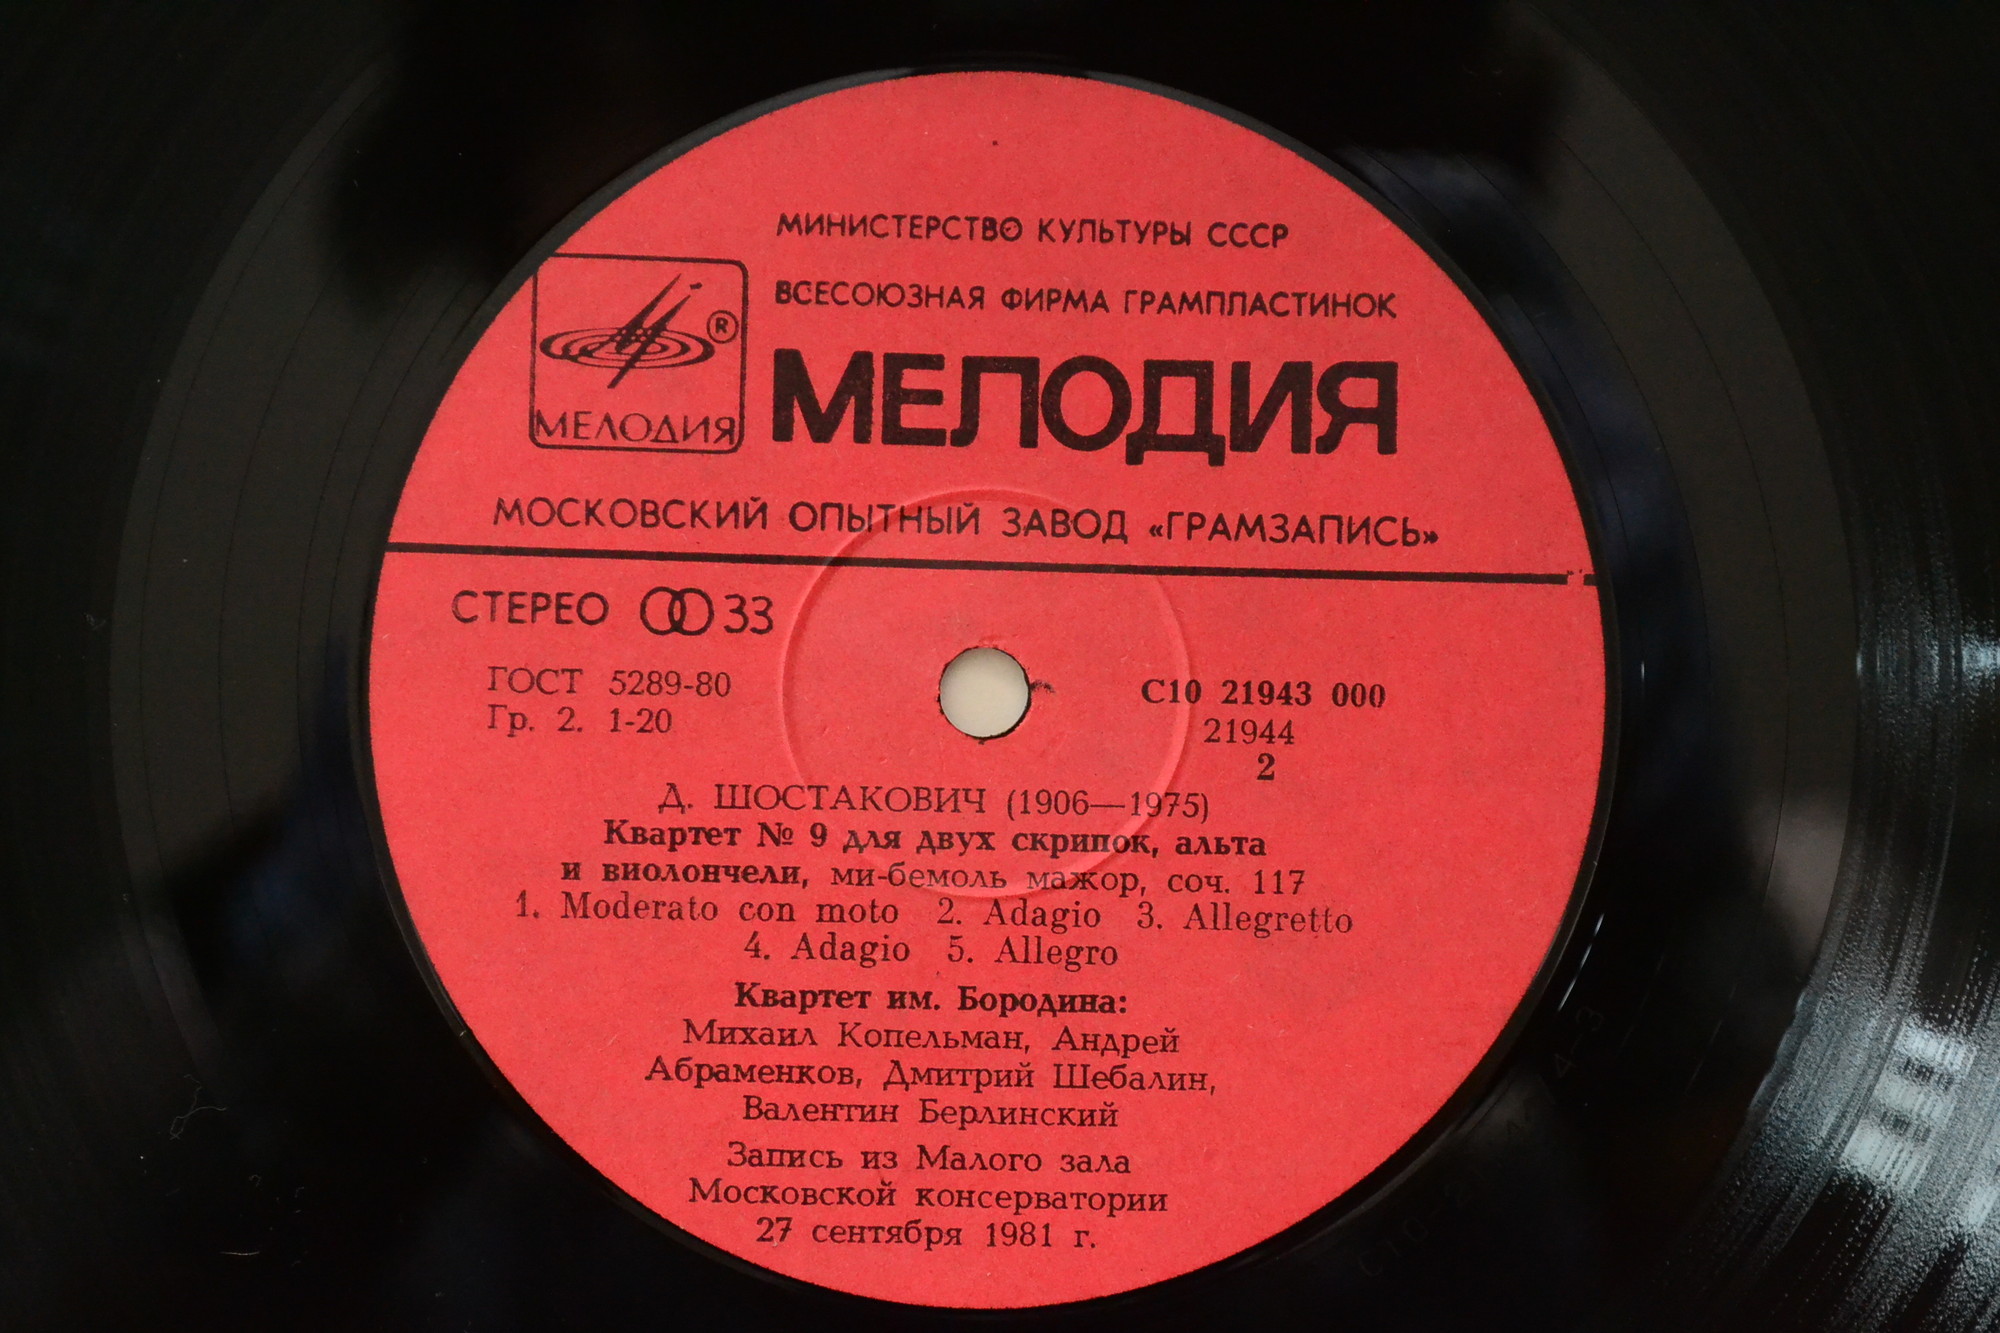 МИНИСТЕРСТВО КУЛЬТУРЫ СССР
ВСЕСОЮЗНАЯ ФИРМА ГРАМПЛАСТИНОК
®
МЕЛОДИЯ
МЕЛОДИЯ
МОСКОВСКИЙ ОПЫТНЫЙ ЗАВОД «ГРАМЗАПИСЬ»
СТЕРЕО 33
ГОСТ 5289-80
Гр. 2. 1-20
С10 21943 000
21944
2
Д. ШОСТАКОВИЧ (1906—1975)
Квартет № 9 для двух скрипок, альта
и виолончели, ми-бемоль мажор, соч. 117
1. Moderato con moto 2. Adagio 3. Allegretto
4. Adagio 5. Allegro
Квартет им. Бородина:
Михаил Копельман, Андрей
Абраменков, Дмитрий Шебалин,
Валентин Берлинский
Запись из Малого зала
Московской консерватории
27 сентября 1981 г.